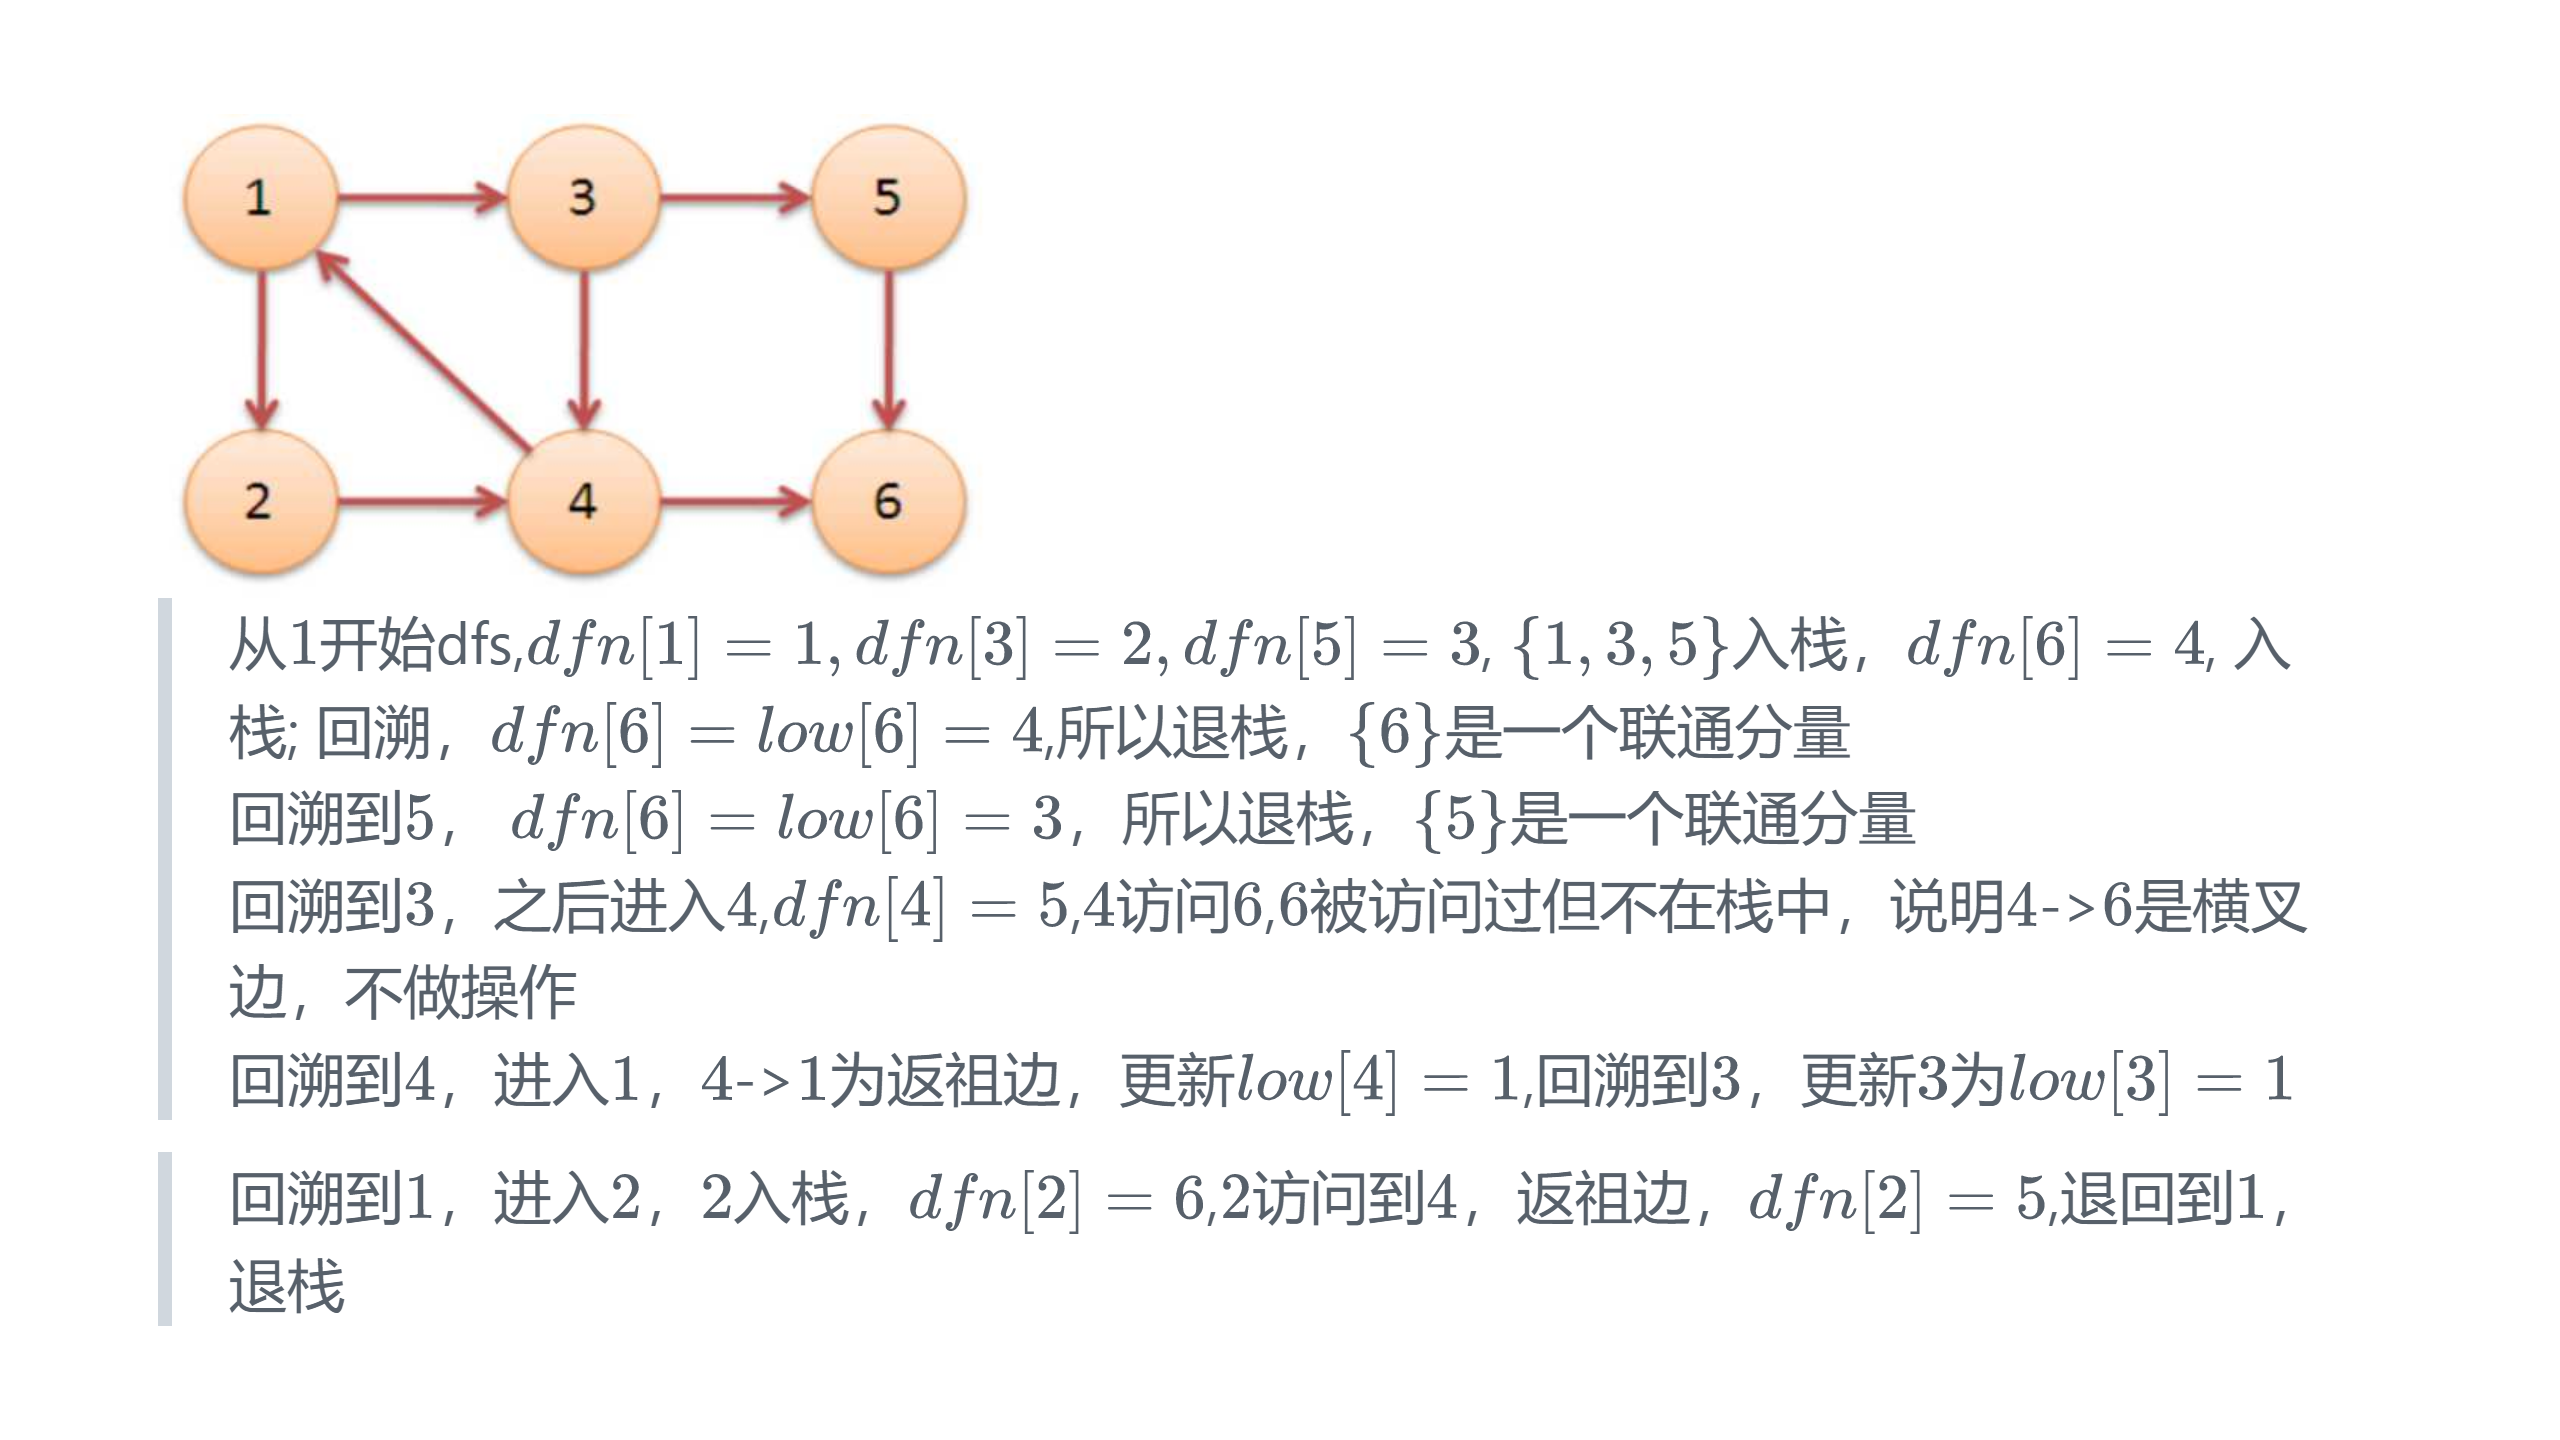 1 3 5
2 4 6
从1开始dfs,dfn[1] = 1, dfn[3] = 2, dfn[5] = 3, {1, 3, 5}入栈，dfn[6] = 4, 入
栈; 回溯，dfn[6] = low[6] = 4,所以退栈，{6}是一个联通分量
回溯到5， dfn[6] = low[6] = 3，所以退栈，{5}是一个联通分量
回溯到3，之后进入4,dfn[4] = 5,4访问6,6被访问过但不在栈中，说明4->6是横叉
边，不做操作
回溯到4，进入1，4->1为返祖边，更新low[4] = 1,回溯到3，更新3为low[3] = 1
回溯到1，进入2，2入栈，dfn[2] = 6,2访问到4，返祖边，dfn[2] = 5,退回到1，
退栈